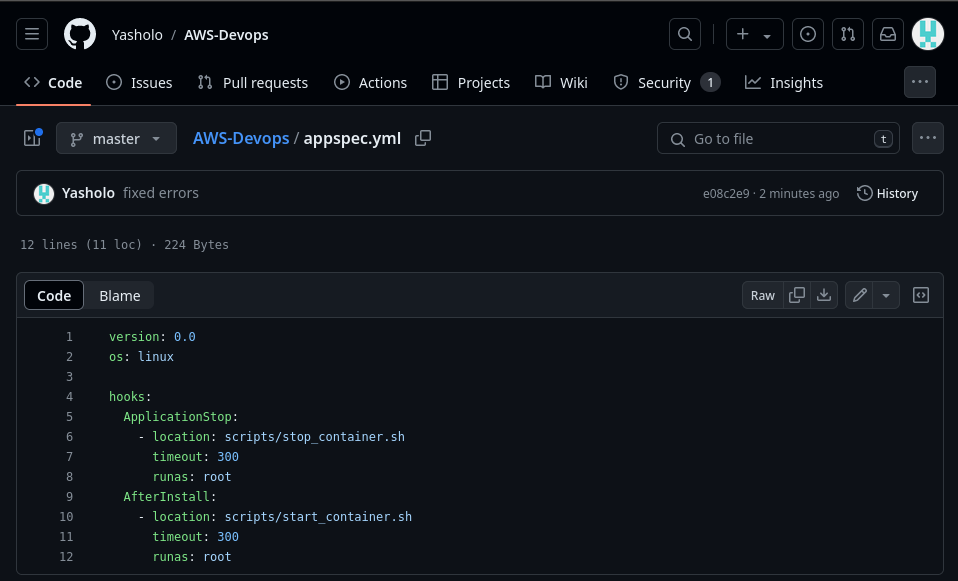 Yasholo / AWS-Devops
Code Issues Pull requests Actions Projects Wiki Security 1 Insights
master AWS-Devops / appspec.yml Go to file t
Yasholo fixed errors e08c2e9 · 2 minutes ago History
12 lines (11 loc) · 224 Bytes
Code Blame Raw
1 version: 0.0
2 os: linux
3
4 hooks:
5   ApplicationStop:
6     - location: scripts/stop_container.sh
7       timeout: 300
8       runas: root
9   AfterInstall:
10     - location: scripts/start_container.sh
11       timeout: 300
12       runas: root